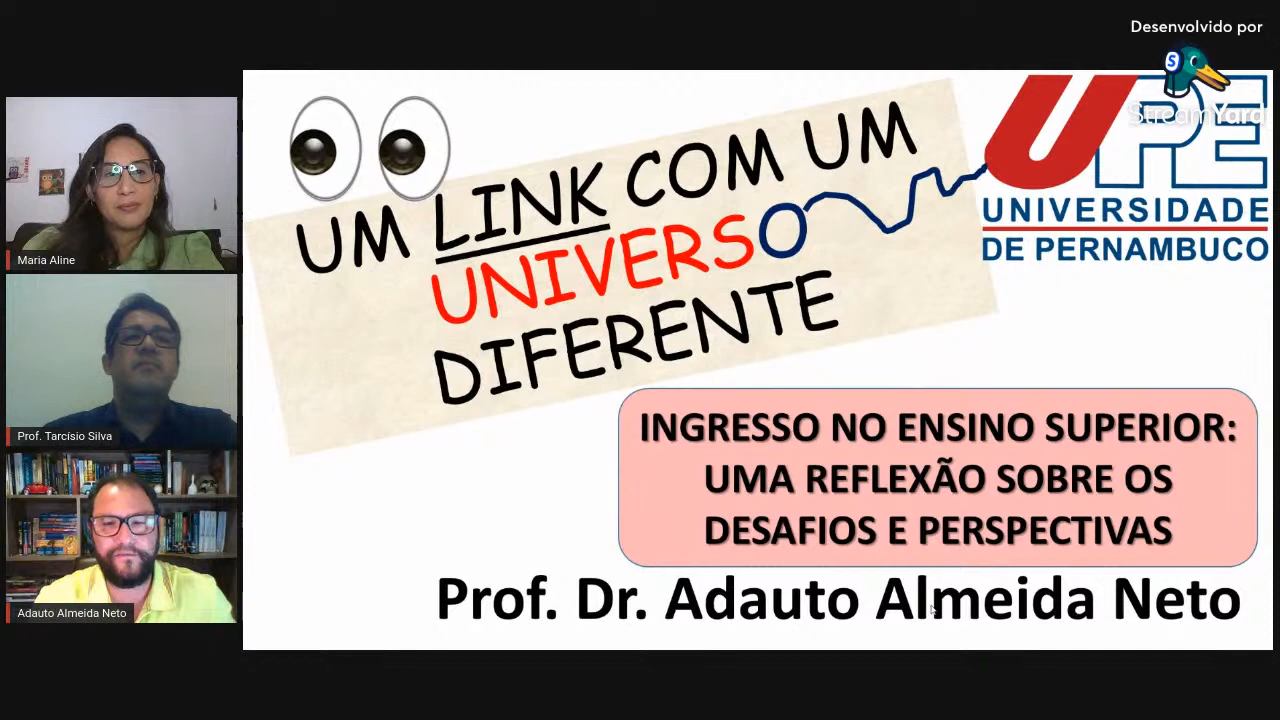 Desenvolvido por
StreamYard
UPE
UNIVERSIDADE
DE PERNAMBUCO
UM LINK COM UM
UNIVERSO
DIFERENTE
INGRESSO NO ENSINO SUPERIOR:
UMA REFLEXÃO SOBRE OS
DESAFIOS E PERSPECTIVAS
Prof. Dr. Adauto Almeida Neto
Maria Aline
Prof. Tarcísio Silva
Adauto Almeida Neto